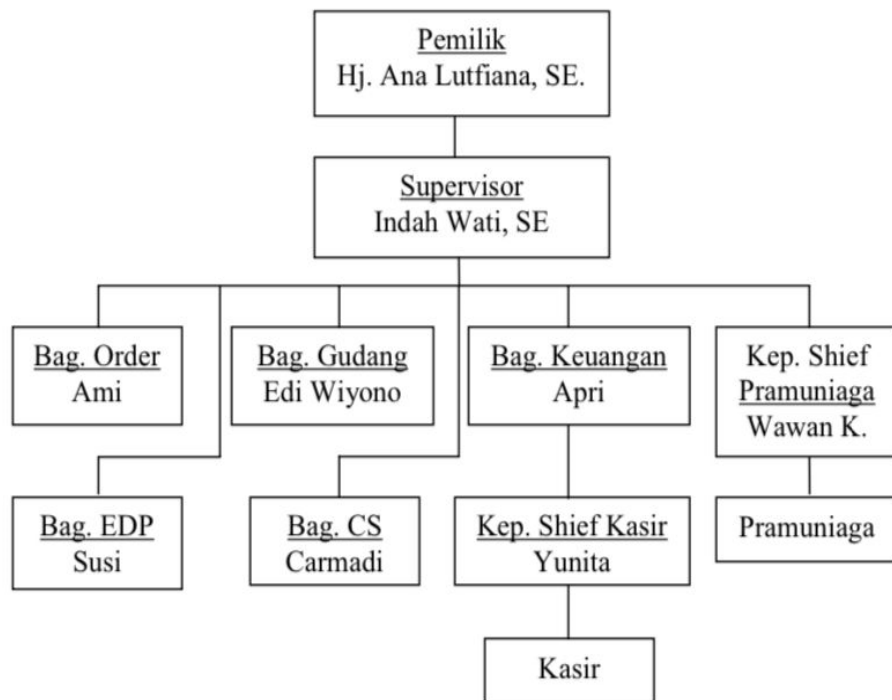 Pemilik
Hj. Ana Lutfiana, SE.
Supervisor
Indah Wati, SE
Bag. Order
Ami
Bag. Gudang
Edi Wiyono
Bag. Keuangan
Apri
Kep. Shief
Pramuniaga
Wawan K.
Bag. EDP
Susi
Bag. CS
Carmadi
Kep. Shief Kasir
Yunita
Pramuniaga
Kasir